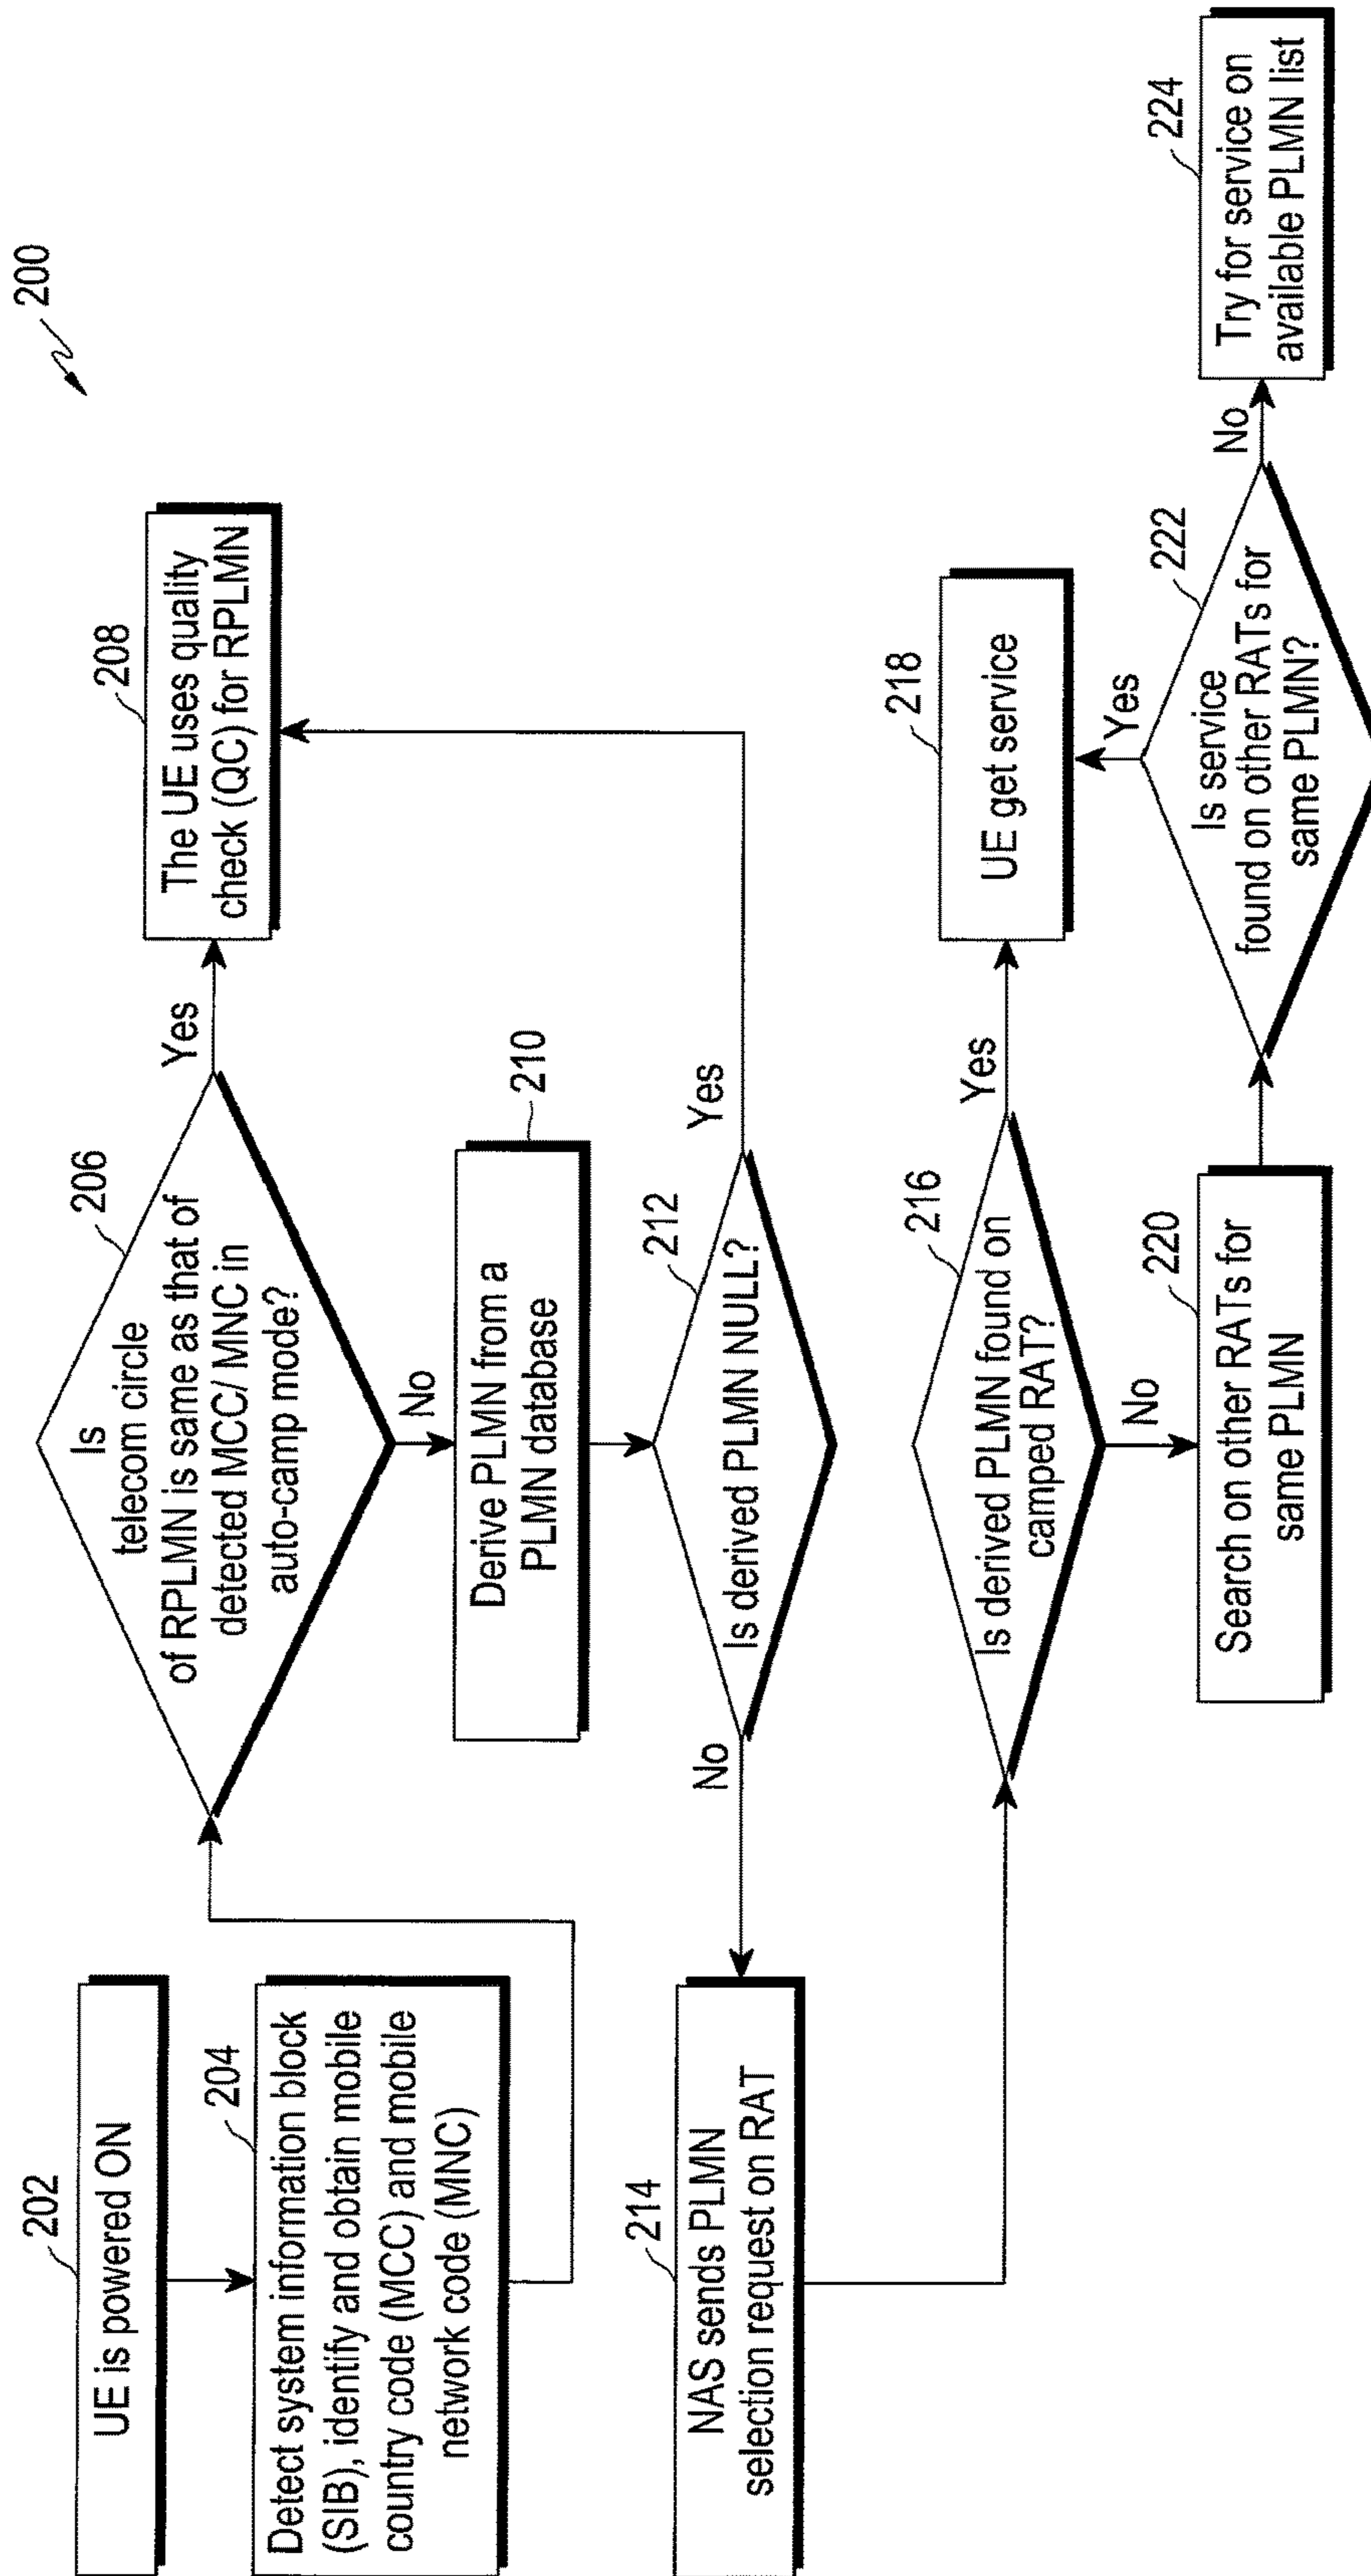 200
202
UE is powered ON
204
Detect system information block
(SIB), identify and obtain mobile
country code (MCC) and mobile
network code (MNC)
206
Is
telecom circle
of RPLMN is same as that of
detected MCC/ MNC in
auto-camp mode?
Yes
No
208
The UE uses quality
check (QC) for RPLMN
210
Derive PLMN from a
PLMN database
212
Is derived PLMN NULL?
Yes
No
214
NAS sends PLMN
selection request on RAT
216
Is derived PLMN found on
camped RAT?
Yes
No
218
UE get service
220
Search on other RATs for
same PLMN
222
Is service
found on other RATs for
same PLMN?
Yes
No
224
Try for service on
available PLMN list